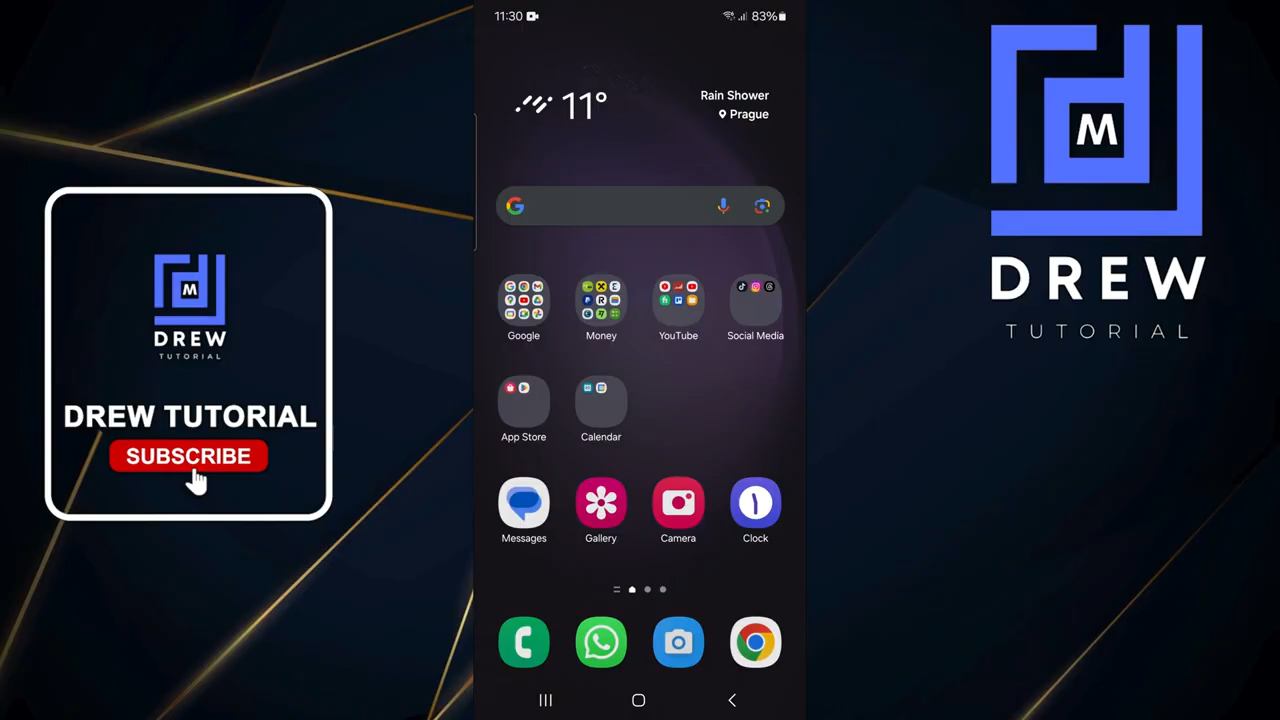 11:30
83%
11°
Rain Shower
Prague
Google
Money
YouTube
Social Media
App Store
Calendar
Messages
Gallery
Camera
Clock
M
DREW
TUTORIAL
DREW TUTORIAL
SUBSCRIBE
M
DREW
TUTORIAL